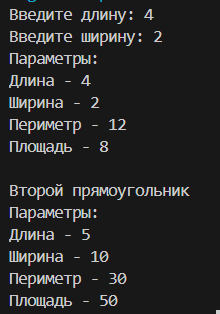 Введите длину: 4
Введите ширину: 2
Параметры:
Длина - 4
Ширина - 2
Периметр - 12
Площадь - 8

Второй прямоугольник
Параметры:
Длина - 5
Ширина - 10
Периметр - 30
Площадь - 50